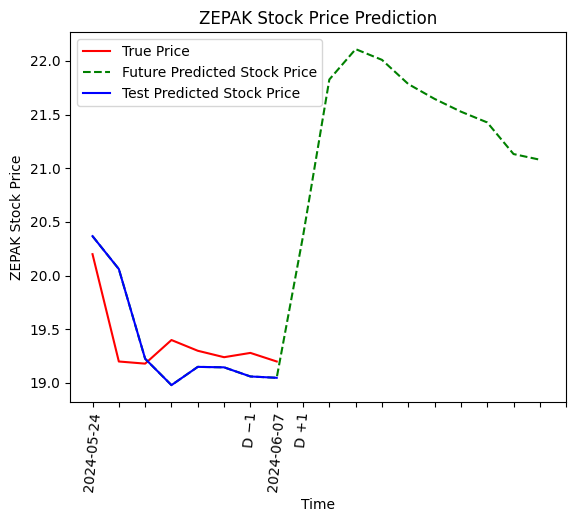 ZEPAK Stock Price Prediction
True Price
Future Predicted Stock Price
Test Predicted Stock Price
ZEPAK Stock Price
22.0
21.5
21.0
20.5
20.0
19.5
19.0
2024-05-24
D −1
2024-06-07
D +1
Time